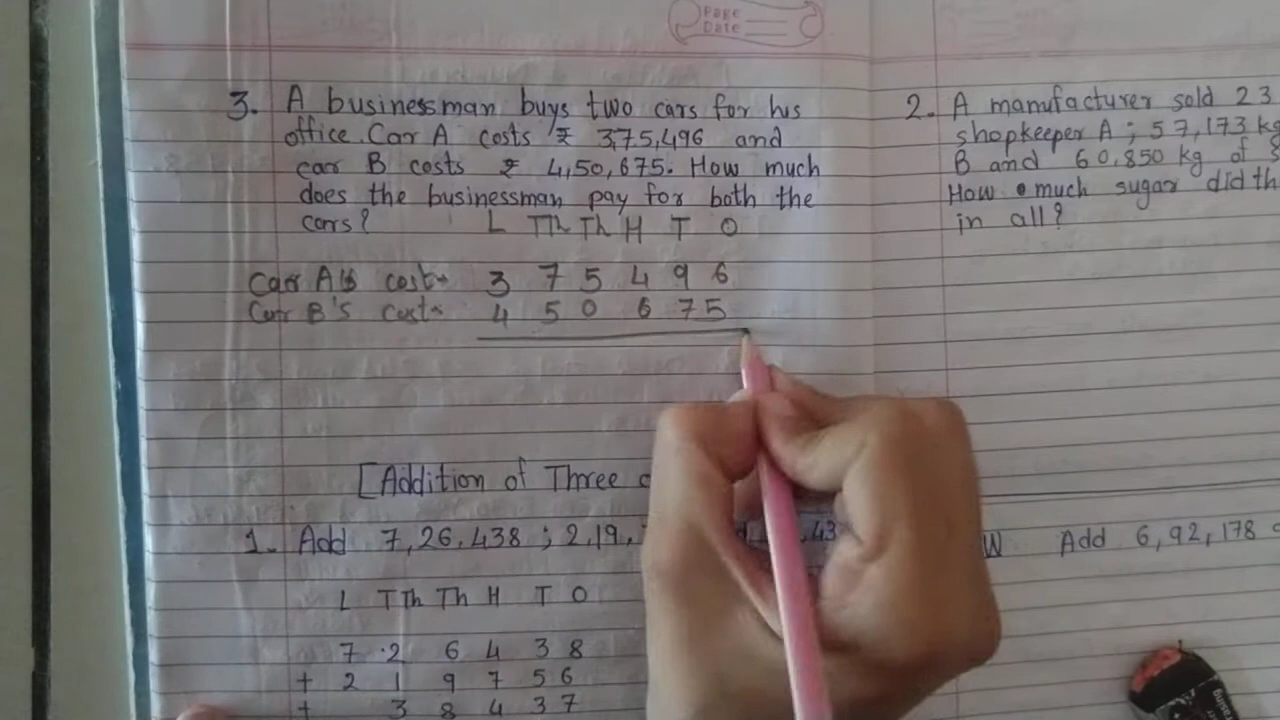 Page
Date
3. A businessman buys two cars for his
office. Car A costs ₹ 3,75,496 and
car B costs ₹ 4,50,675. How much
does the businessman pay for both the
cars?
L TTh Th H T O
Car A's cost- 3 7 5 4 9 6
Car B's cost- 4 5 0 6 7 5
[Addition of Three
1. Add 7,26,438 ; 2,19,
L TTh Th H T O
7 2 6 4 3 8
+ 2 1 9 7 5 6
+ 3 8 4 3 7
2. A manufacturer sold 23
shopkeeper A ; 57,173 kg
B and 60,850 kg of
How much sugar did th
in all?
W Add 6,92,178